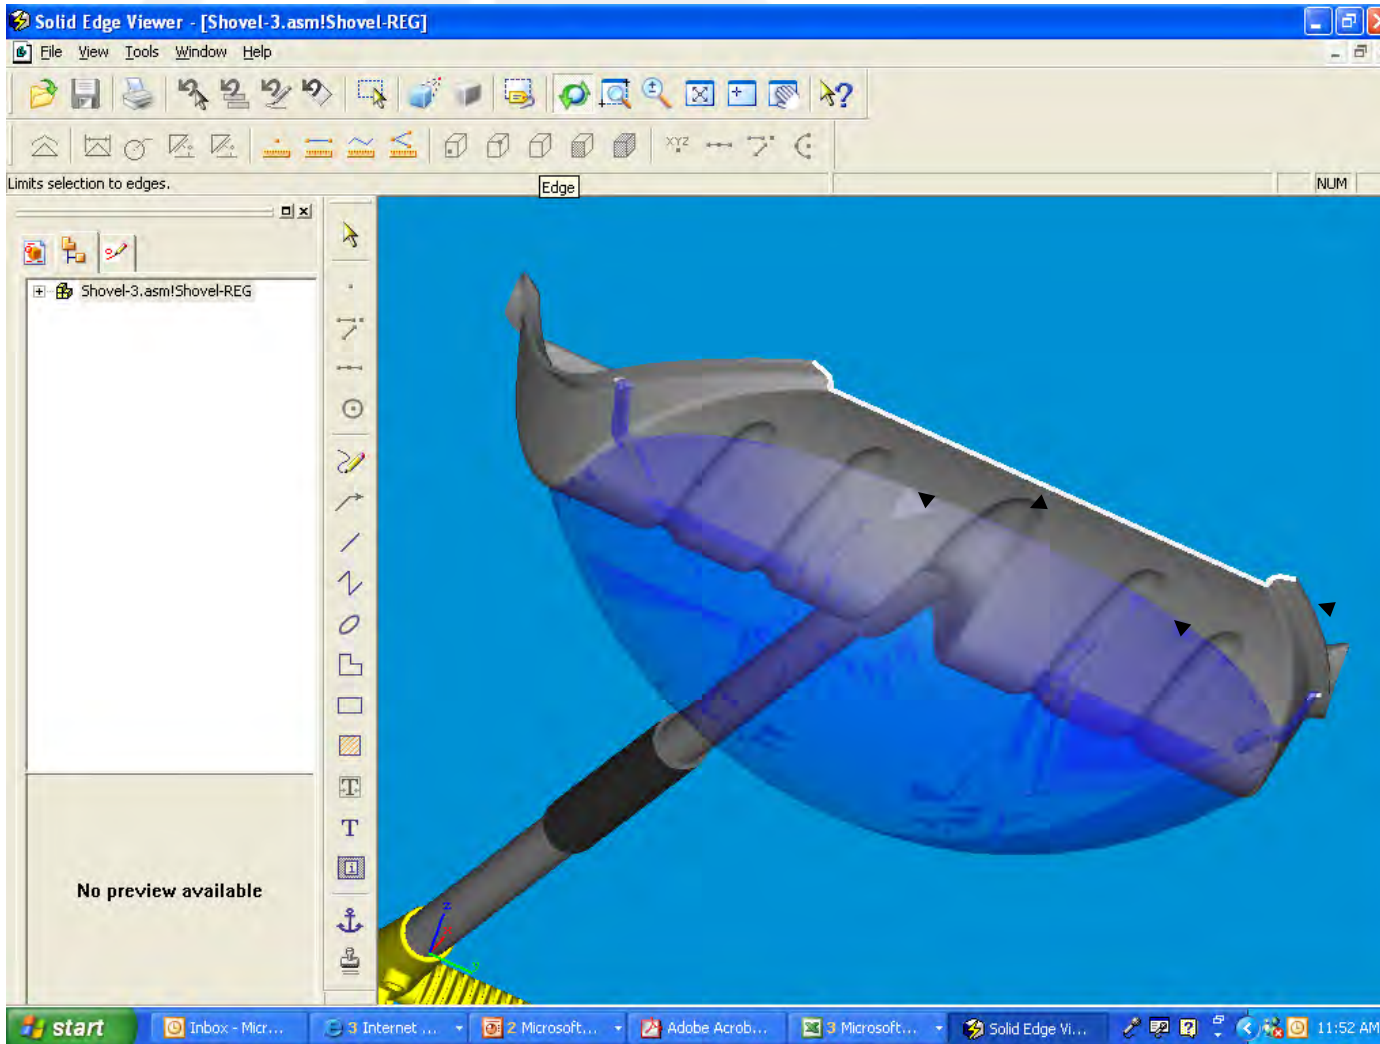 Solid Edge Viewer - [Shovel-3.asm!Shovel-REG]
File View Tools Window Help
XYZ
Limits selection to edges.
Edge
NUM
Shovel-3.asm!Shovel-REG
T
T
No preview available
z
start
Inbox - Micr...
3 Internet ...
2 Microsoft...
Adobe Acrob...
3 Microsoft...
Solid Edge Vi...
11:52 AM